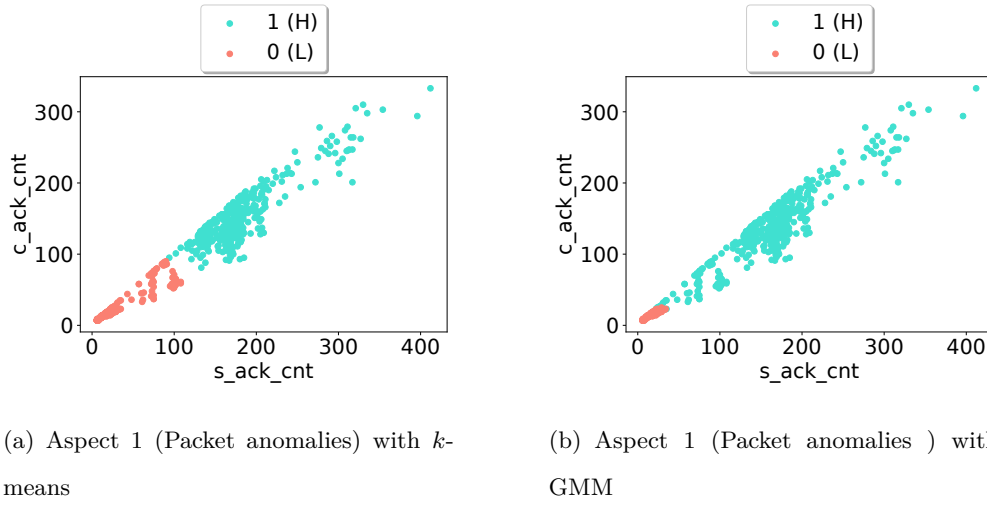 1 (H)
0 (L)
300
200
100
0
c_ack_cnt
0 100 200 300 400
s_ack_cnt
(a) Aspect 1 (Packet anomalies) with k-
means
1 (H)
0 (L)
300
200
100
0
c_ack_cnt
0 100 200 300 400
s_ack_cnt
(b) Aspect 1 (Packet anomalies ) with
GMM